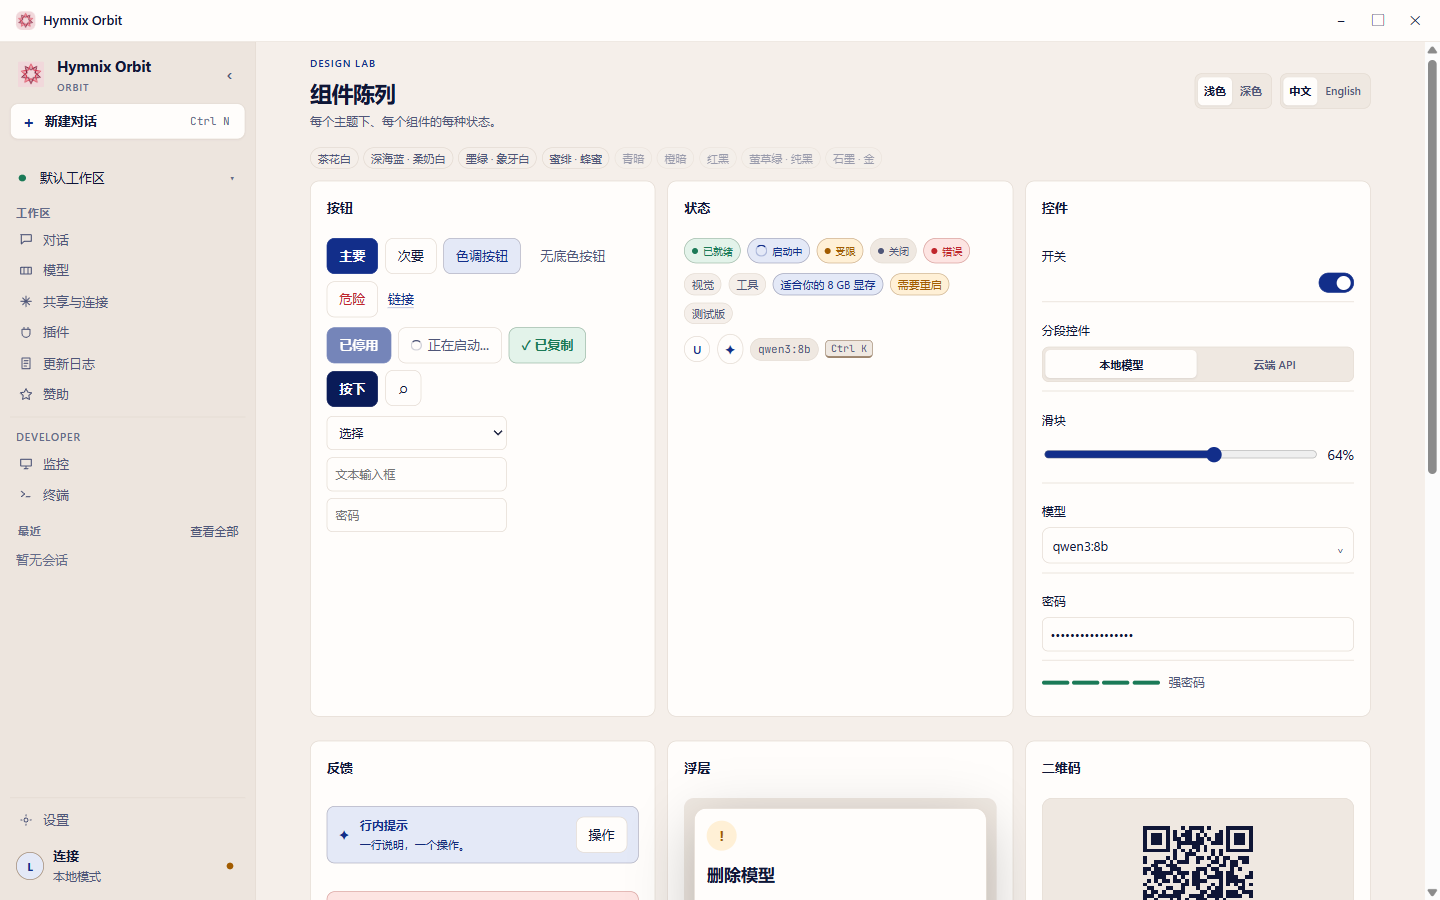 Hymnix Orbit
Hymnix Orbit
ORBIT
+ 新建对话 Ctrl N
默认工作区
工作区
对话
模型
共享与连接
插件
更新日志
赞助
DEVELOPER
监控
终端
最近 查看全部
暂无会话
设置
L
连接
本地模式
DESIGN LAB
组件陈列
每个主题下、每个组件的每种状态。
浅色 深色 中文 English
茶花白 深海蓝 · 柔奶白 墨绿 · 象牙白 蜜绯 · 蜂蜜 青暗 橙暗 红黑 萤草绿 · 纯黑 石墨 · 金
按钮
主要 次要 色调按钮 无底色按钮
危险 链接
已停用 正在启动... ✓ 已复制
按下
选择
文本输入框
密码
状态
已就绪 启动中 受限 关闭 错误
视觉 工具 适合你的 8 GB 显存 需要重启
测试版
U qwen3:8b Ctrl K
控件
开关
分段控件
本地模型 云端 API
滑块
64%
模型
qwen3:8b
密码
•••••••••••••••••
强密码
反馈
行内提示
一行说明，一个操作。
操作
浮层
!
删除模型
二维码